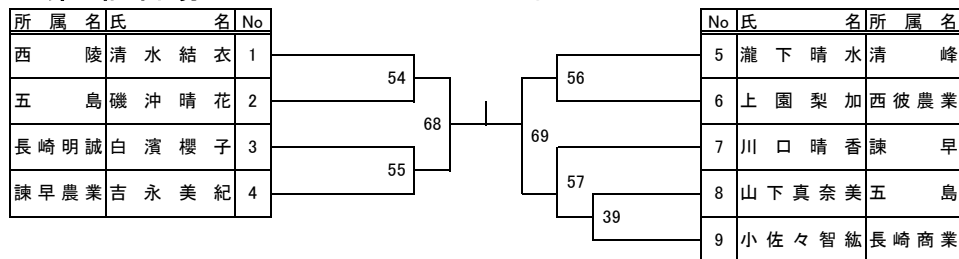 所属名 氏名 No
西陵 清水結衣 1
五島 磯沖晴花 2
長崎明誠 白濱櫻子 3
諫早農業 吉永美紀 4
54
55
68
69
56
57
39
No 氏名 所属名
5 瀧下晴水 清峰
6 上園梨加 西彼農業
7 川口晴香 諫早
8 山下真奈美 五島
9 小佐々智紘 長崎商業